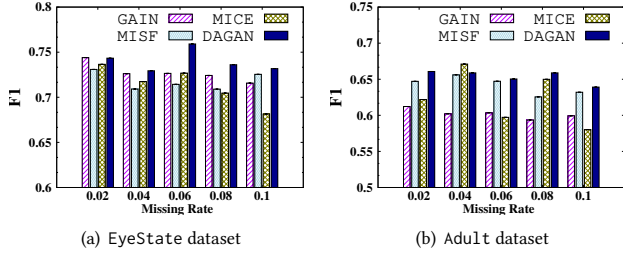 GAIN MICE
MISF DAGAN
0.8
0.75
0.7
0.65
0.6
F1
0.02 0.04 0.06 0.08 0.1
Missing Rate
(a) EyeState dataset
GAIN MICE
MISF DAGAN
0.75
0.7
0.65
0.6
0.55
0.5
F1
0.02 0.04 0.06 0.08 0.1
Missing Rate
(b) Adult dataset